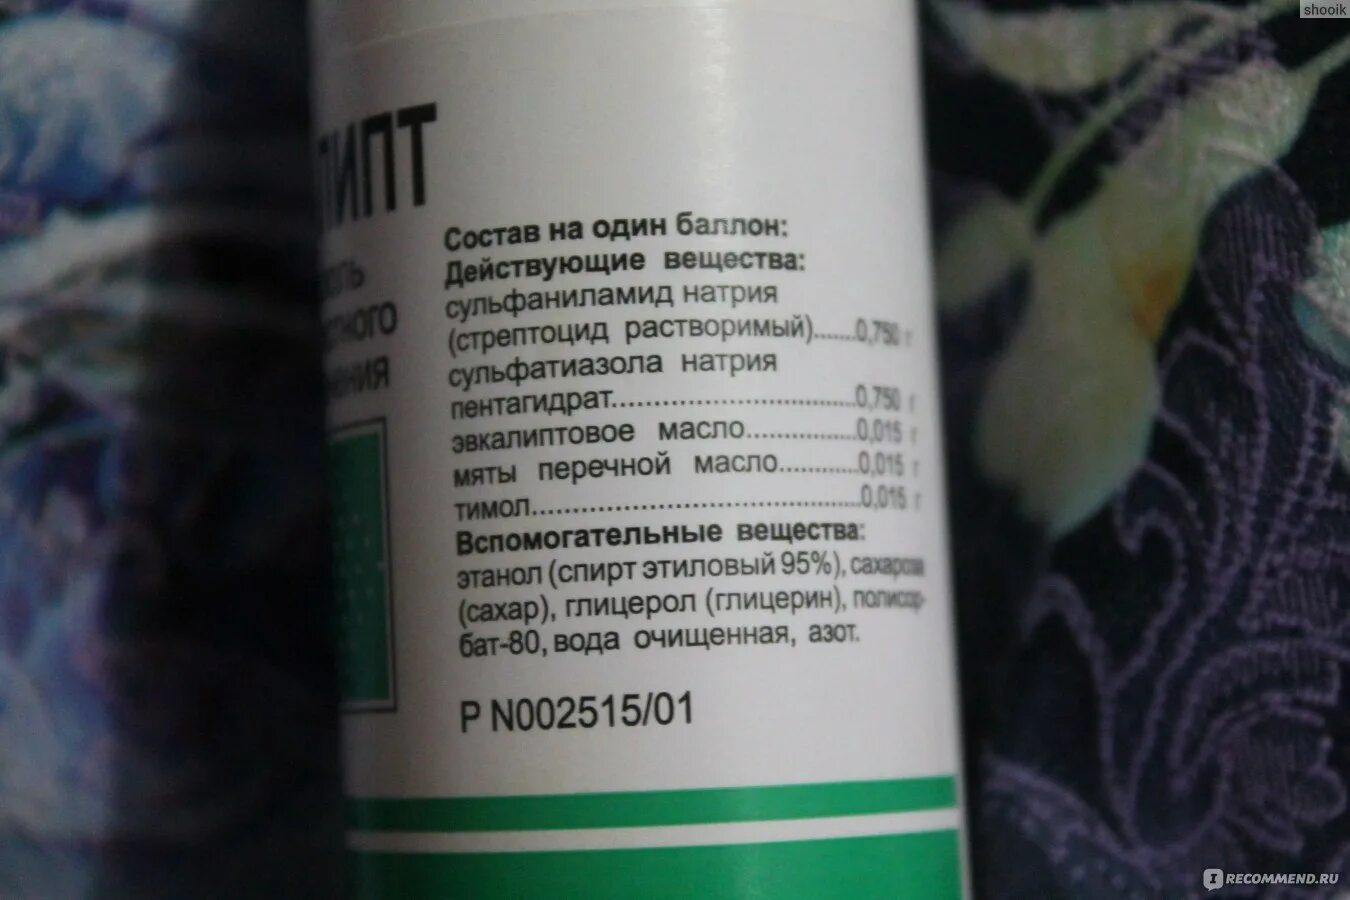 shooik
ПТ
Состав на один баллон:
Действующие вещества:
сульфаниламид натрия
(стрептоцид растворимый)......0,750 г
сульфатиазола натрия
пентагидрат..............................0,750 г
эвкалиптовое масло..............0,015 г
мяты перечной масло...........0,015 г
тимол..........................................0,015 г
Вспомогательные вещества:
этанол (спирт этиловый 95%), сахароза
(сахар), глицерол (глицерин), полисор-
бат-80, вода очищенная, азот.
P N002515/01
RECOMMEND.RU